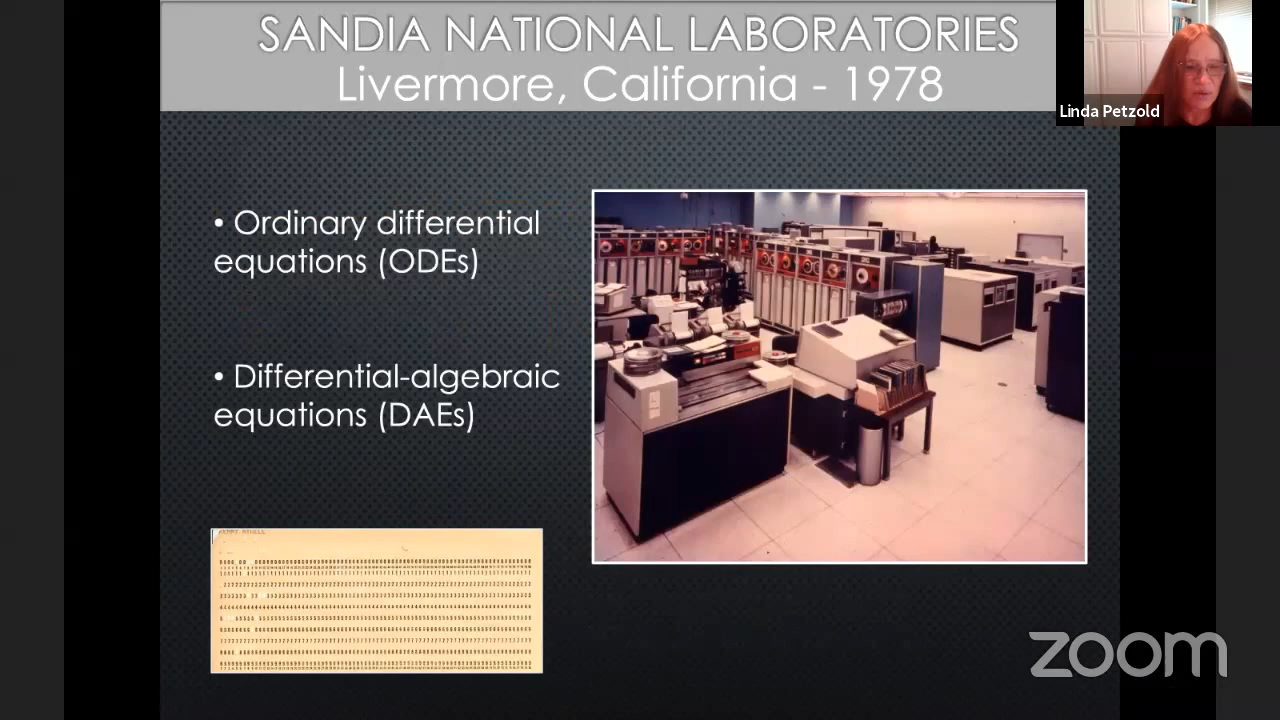 SANDIA NATIONAL LABORATORIES
Livermore, California - 1978
Linda Petzold
• Ordinary differential
equations (ODEs)
• Differential-algebraic
equations (DAEs)
zoom